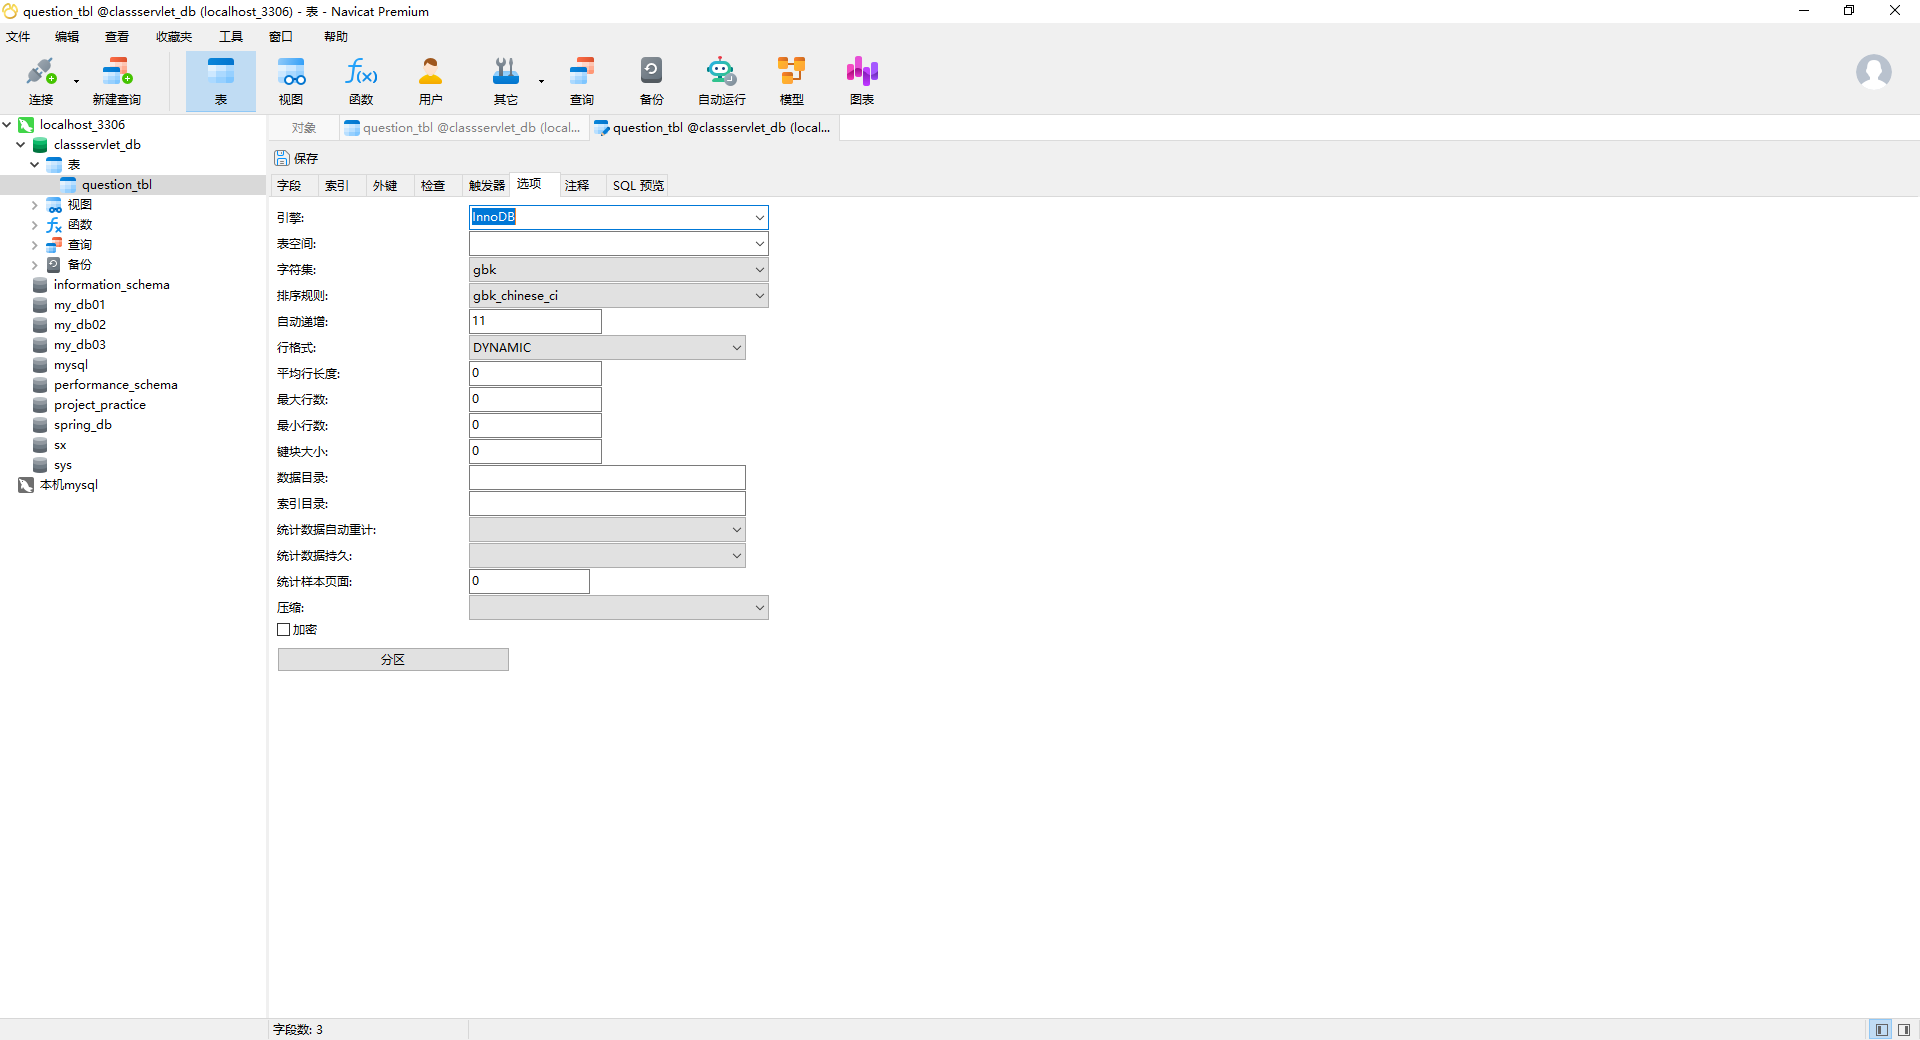 question_tbl @classservlet_db (localhost_3306) - 表 - Navicat Premium
文件 编辑 查看 收藏夹 工具 窗口 帮助
连接 新建查询 表 视图 函数 用户 其它 查询 备份 自动运行 模型 图表
localhost_3306
classservlet_db
表
question_tbl
视图
函数
查询
备份
information_schema
my_db01
my_db02
my_db03
mysql
performance_schema
project_practice
spring_db
sx
sys
本机mysql
对象 question_tbl @classservlet_db (local... question_tbl @classservlet_db (local...
保存
字段 索引 外键 检查 触发器 选项 注释 SQL 预览
引擎: InnoDB
表空间:
字符集: gbk
排序规则: gbk_chinese_ci
自动递增: 11
行格式: DYNAMIC
平均行长度: 0
最大行数: 0
最小行数: 0
键块大小: 0
数据目录:
索引目录:
统计数据自动重计:
统计数据持久:
统计样本页面: 0
压缩:
加密
分区
字段数: 3